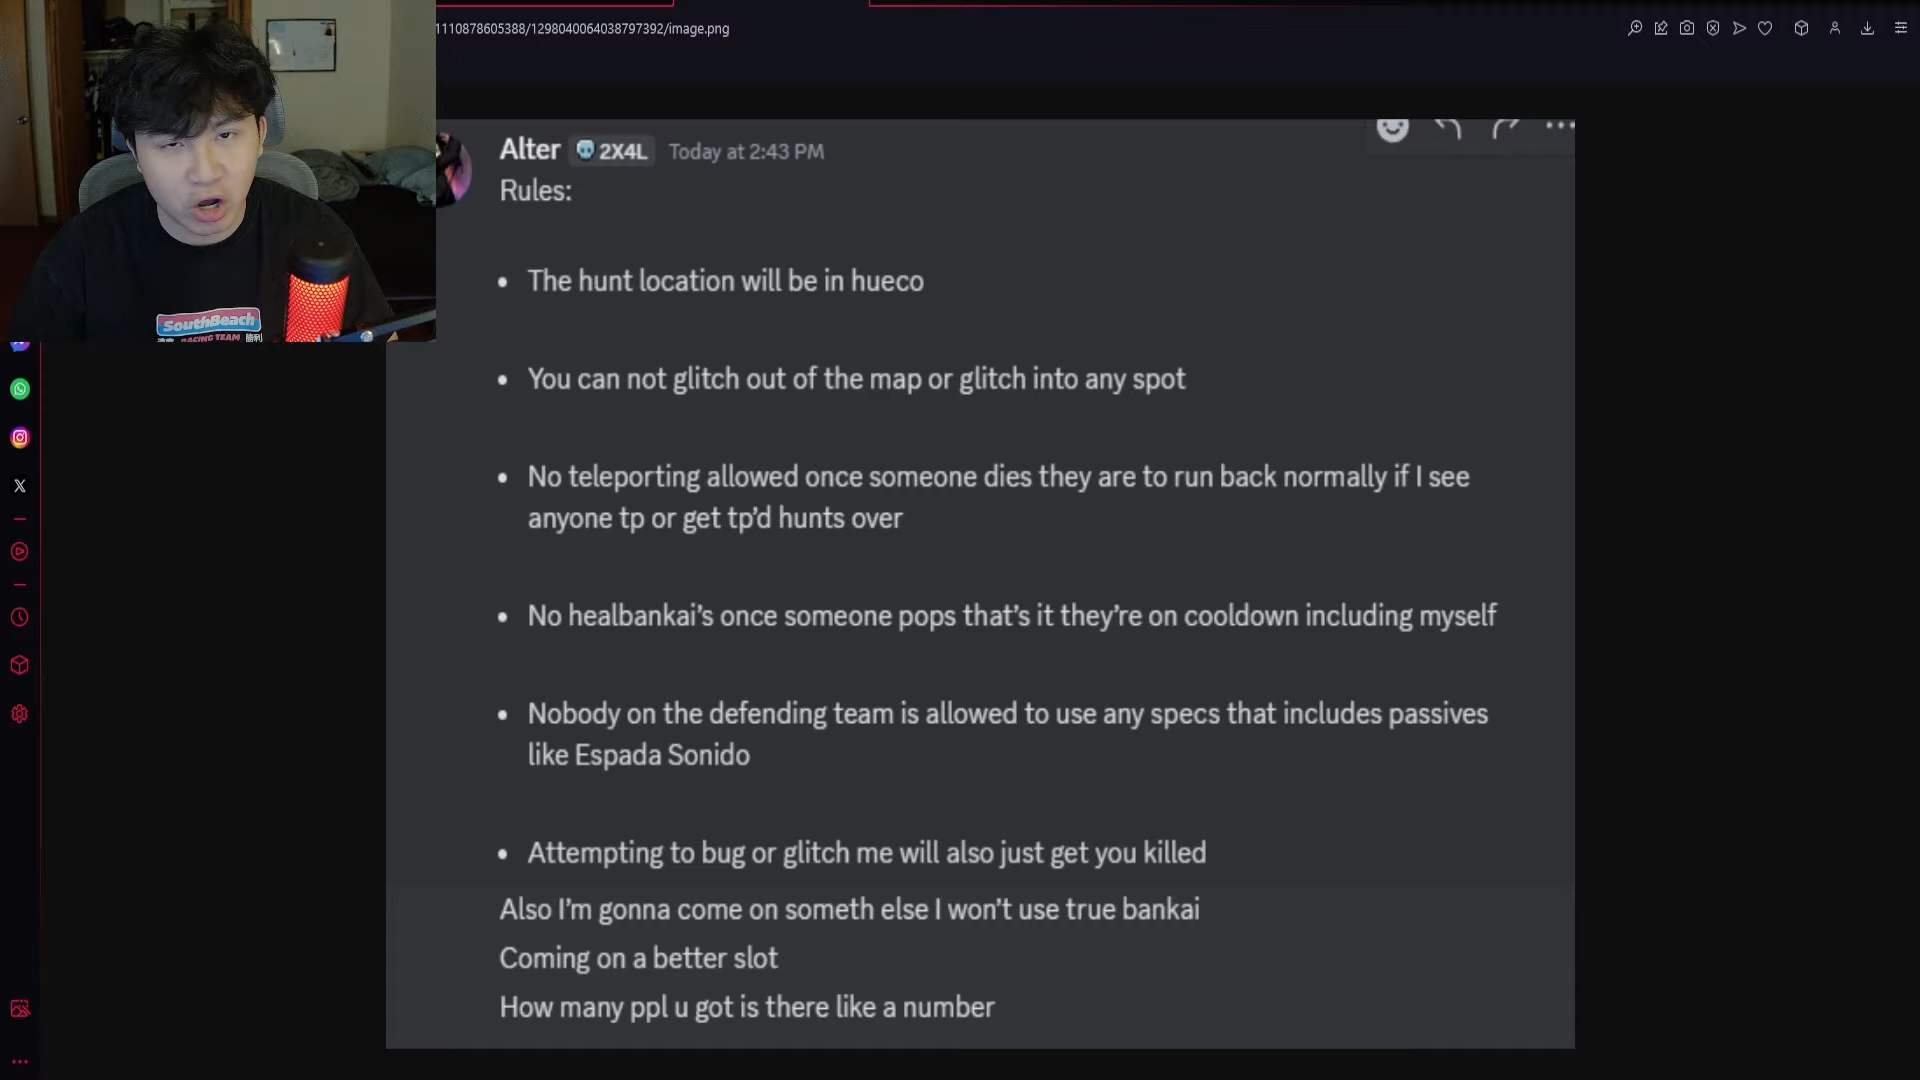 1110878605388/1298040064038797392/image.png
Alter 2X4L Today at 2:43 PM
Rules:
• The hunt location will be in hueco
• You can not glitch out of the map or glitch into any spot
• No teleporting allowed once someone dies they are to run back normally if I see
anyone tp or get tp’d hunts over
• No healbankai’s once someone pops that’s it they’re on cooldown including myself
• Nobody on the defending team is allowed to use any specs that includes passives
like Espada Sonido
• Attempting to bug or glitch me will also just get you killed
Also I’m gonna come on someth else I won’t use true bankai
Coming on a better slot
How many ppl u got is there like a number
SouthBeach
RACING TEAM